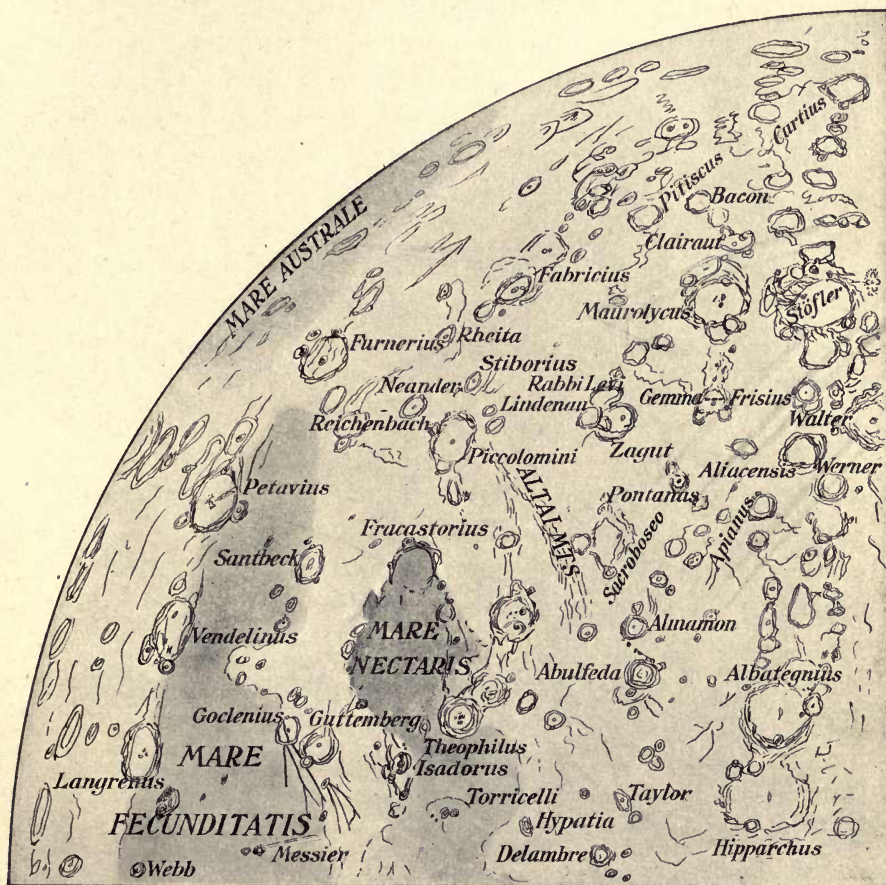 Curtius
Pitiscus
Bacon
Clairaut
MARE AUSTRALE
Fabricius
Maurolycus
Stöfler
Furnerius
Rheita
Stiborius
Neander
Rabbi Levi
Lindenau
Gemma Frisius
Reichenbach
Walter
Piccolomini
Zagut
Aliacensis
Werner
Petavius
ALTAI-MTS
Pontanus
Fracastorius
Sacroboseo
Apianus
Santbeck
Vendelinus
MARE
NECTARIS
Almamon
Abulfeda
Albategnius
Goclenius
Guttemberg
Theophilus
Isadorus
MARE
FECUNDITATIS
Langrenus
Torricelli
Taylor
Hypatia
Messier
Delambre
Hipparchus
Webb